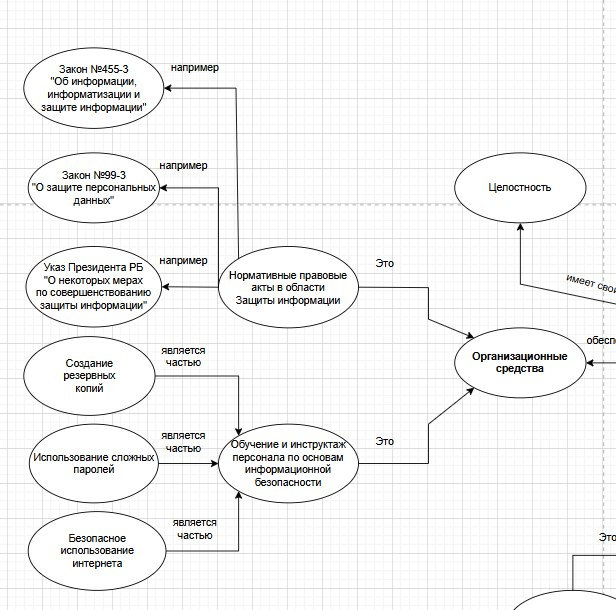 Закон №455-З
"Об информации,
информатизации и
защите информации"
например
Закон №99-З
"О защите персональных
данных"
например
Указ Президента РБ
"О некоторых мерах
по совершенствованию
защиты информации"
например
Нормативные правовые
акты в области
Защиты информации
Это
Целостность
имеет
Организационные
средства
Создание
резервных
копий
является
частью
Использование сложных
паролей
является
частью
Обучение и инструктаж
персонала по основам
информационной
безопасности
Это
Безопасное
использование
интернета
является
частью
Это